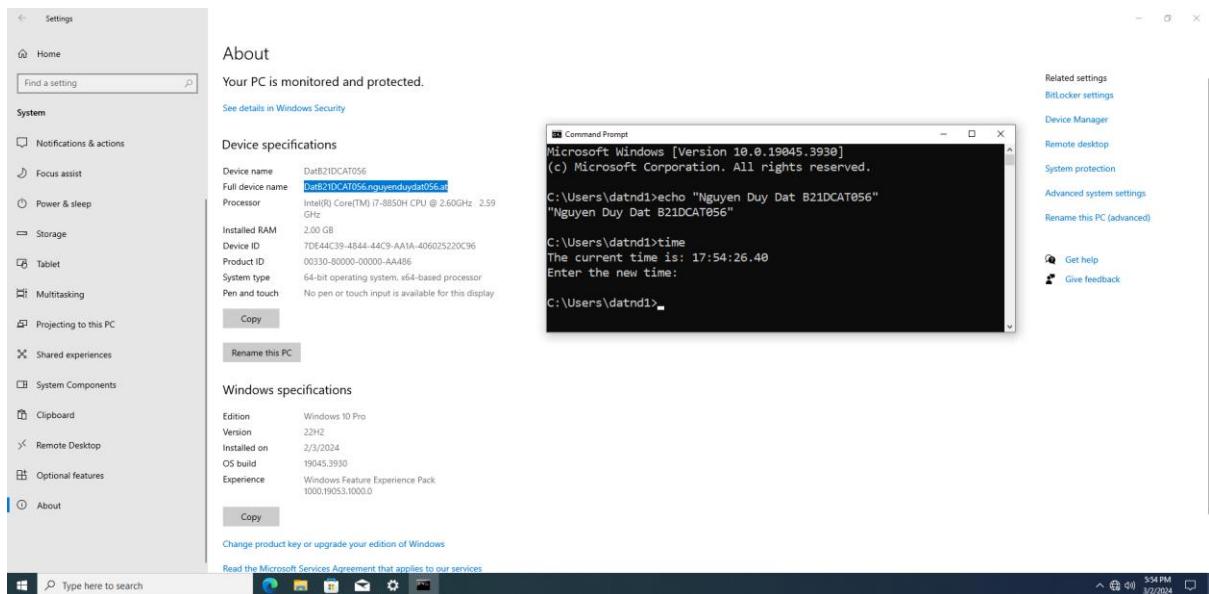 Settings
Home
Find a setting
System
Notifications & actions
Focus assist
Power & sleep
Storage
Tablet
Multitasking
Projecting to this PC
Shared experiences
System Components
Clipboard
Remote Desktop
Optional features
About
About
Your PC is monitored and protected.
See details in Windows Security
Device specifications
Device name DatB21DCAT056
Full device name DatB21DCAT056.nguyenduydat056.at
Processor Intel(R) Core(TM) i7-8850H CPU @ 2.60GHz 2.59
GHz
Installed RAM 2.00 GB
Device ID 7DE44C39-4844-44C9-AA1A-406025220C96
Product ID 00330-80000-00000-AA486
System type 64-bit operating system, x64-based processor
Pen and touch No pen or touch input is available for this display
Copy
Rename this PC
Windows specifications
Edition Windows 10 Pro
Version 22H2
Installed on 2/3/2024
OS build 19045.3930
Experience Windows Feature Experience Pack
1000.19053.1000.0
Copy
Change product key or upgrade your edition of Windows
Read the Microsoft Services Agreement that applies to our services
Command Prompt
Microsoft Windows [Version 10.0.19045.3930]
(c) Microsoft Corporation. All rights reserved.
C:\Users\datnd1>echo "Nguyen Duy Dat B21DCAT056"
"Nguyen Duy Dat B21DCAT056"
C:\Users\datnd1>time
The current time is: 17:54:26.40
Enter the new time:
C:\Users\datnd1>_
Related settings
BitLocker settings
Device Manager
Remote desktop
System protection
Advanced system settings
Rename this PC (advanced)
Get help
Give feedback
Type here to search
5:54 PM
3/2/2024